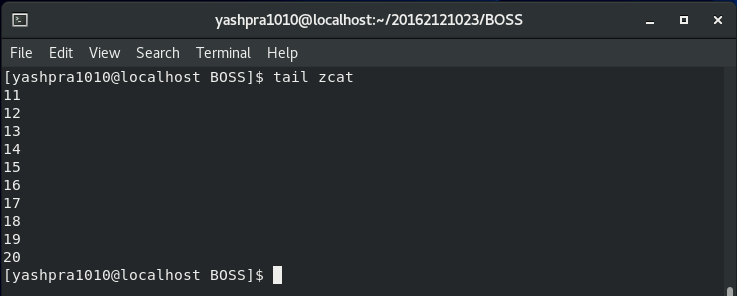 yashpra1010@localhost:~/20162121023/BOSS
File Edit View Search Terminal Help
[yashpra1010@localhost BOSS]$ tail zcat
11
12
13
14
15
16
17
18
19
20
[yashpra1010@localhost BOSS]$